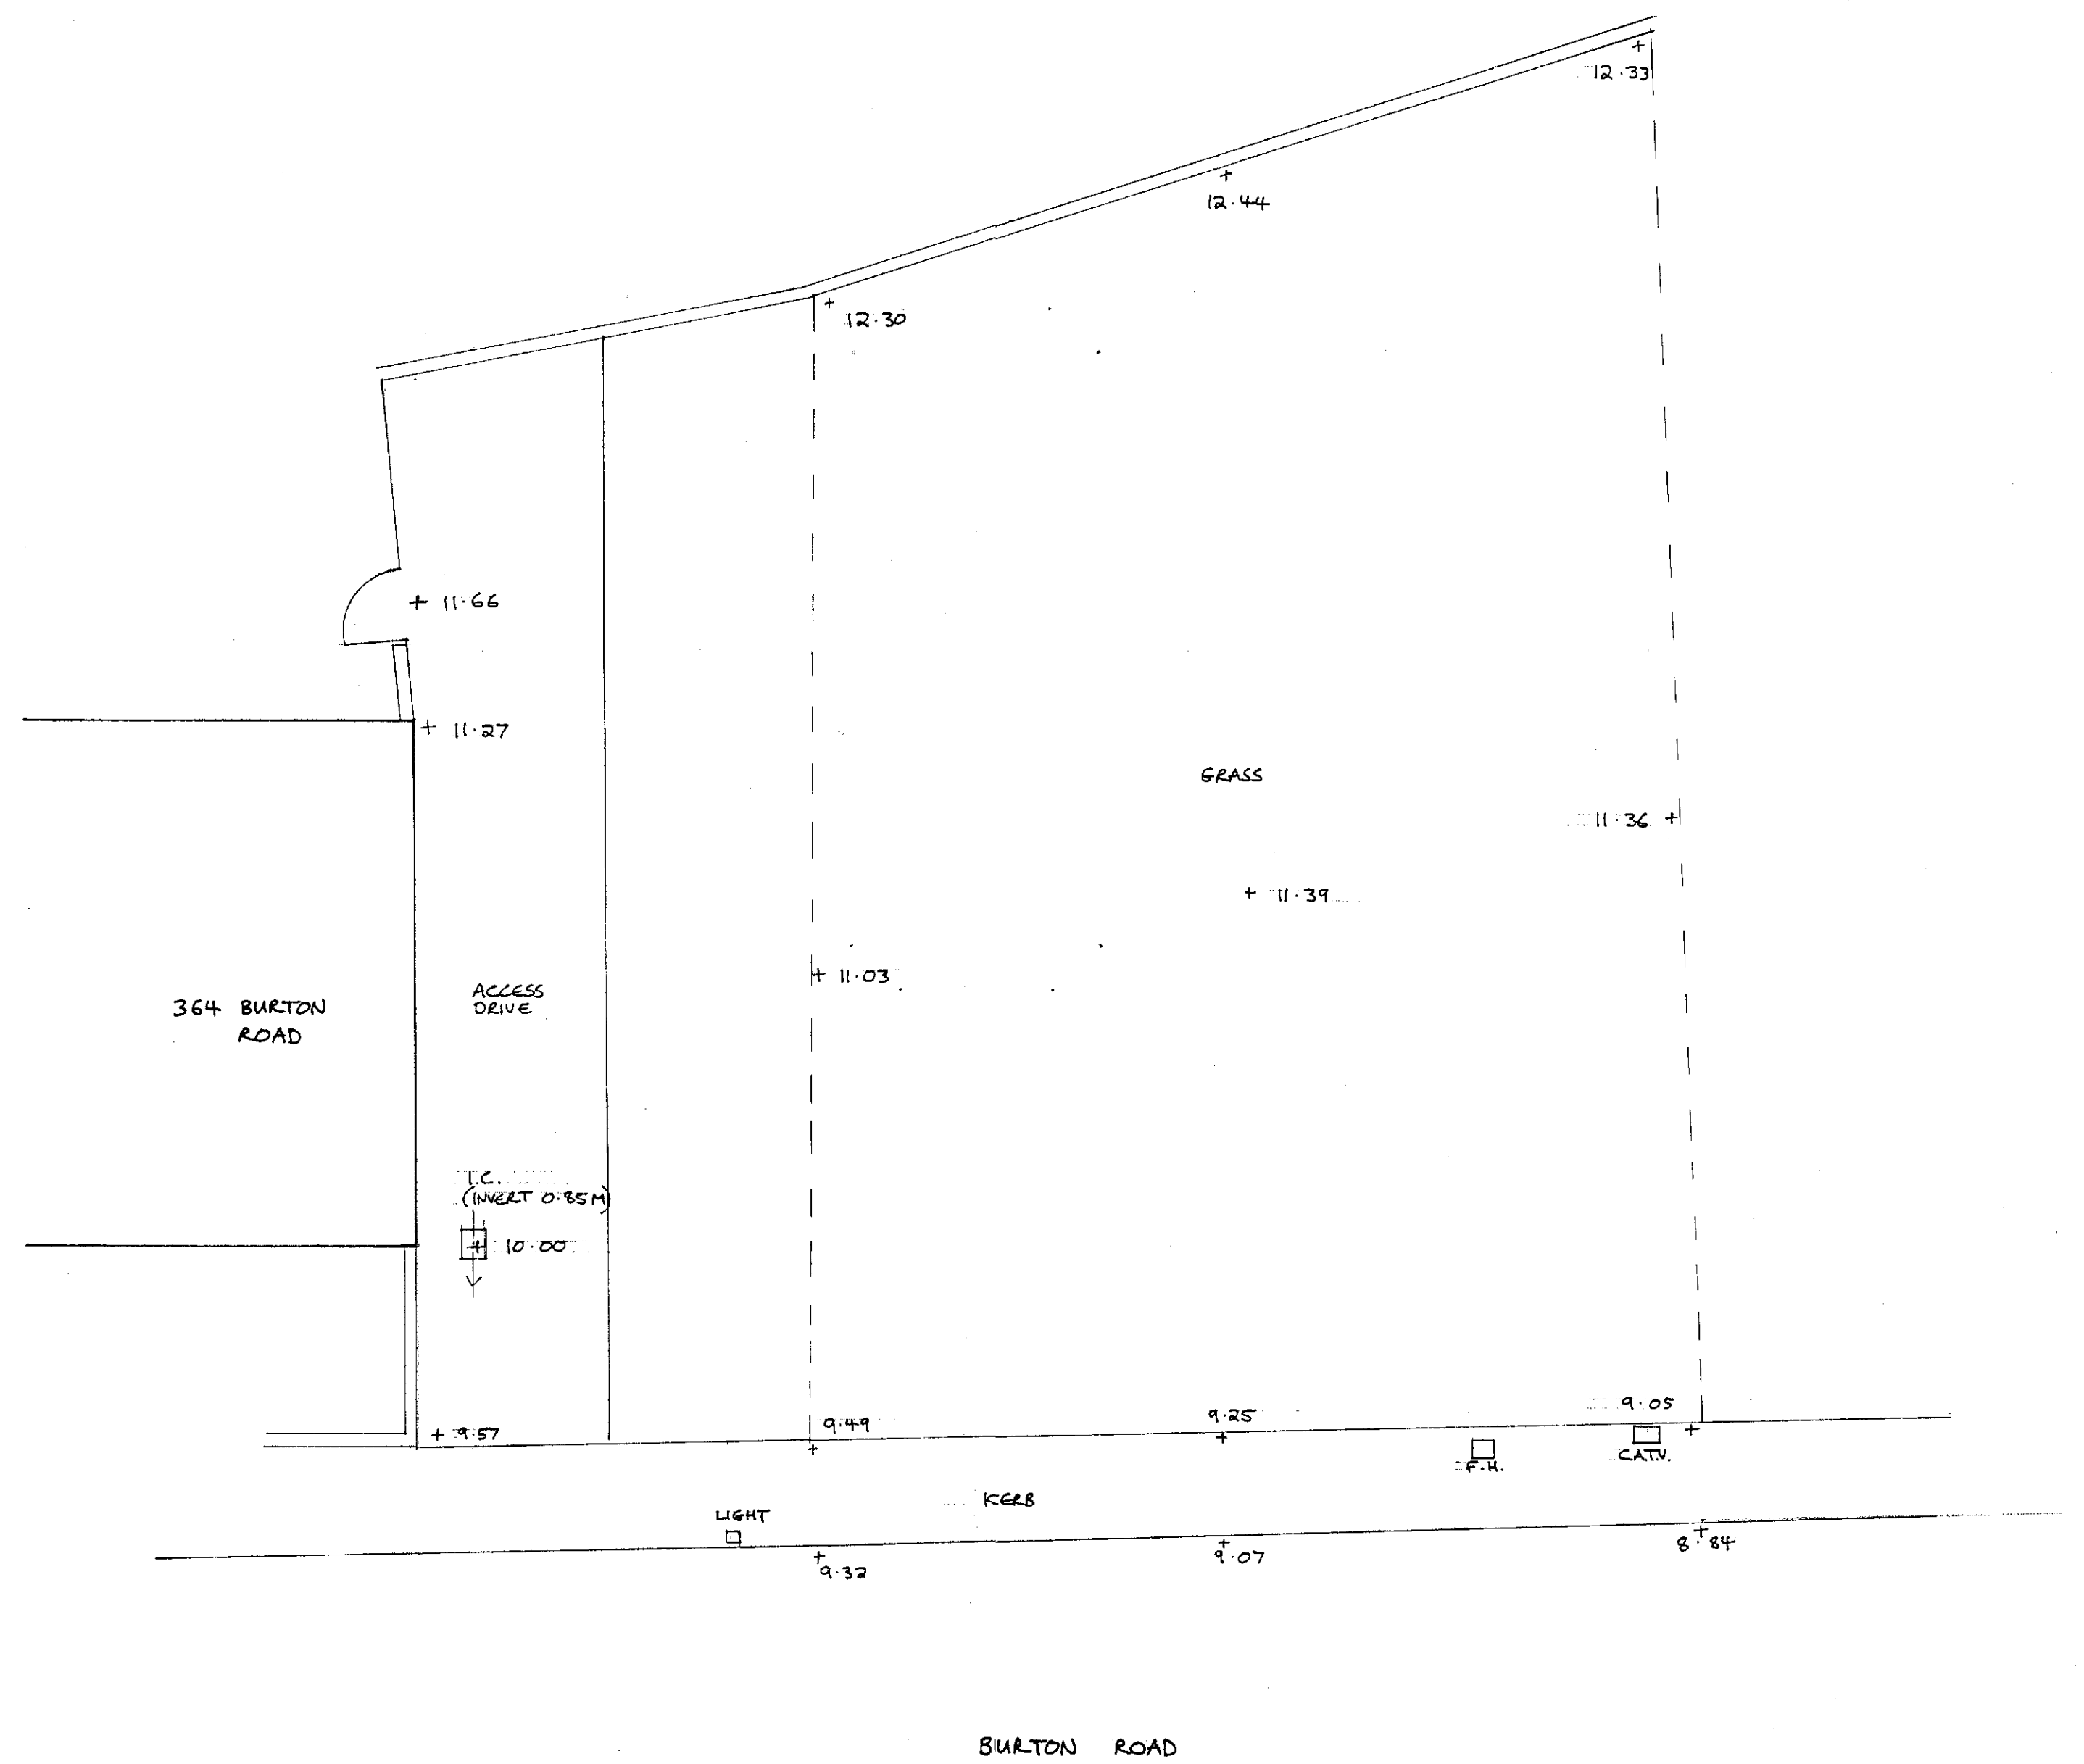 12.33
12.44
12.30
11.66
11.27
GRASS
11.36
11.39
11.03
ACCESS
DRIVE
364 BURTON
ROAD
I.C.
(INVERT 0.85M)
10.00
9.05
9.25
9.49
9.57
C.A.T.V.
F.H.
KERB
LIGHT
8.84
9.07
9.32
BURTON ROAD